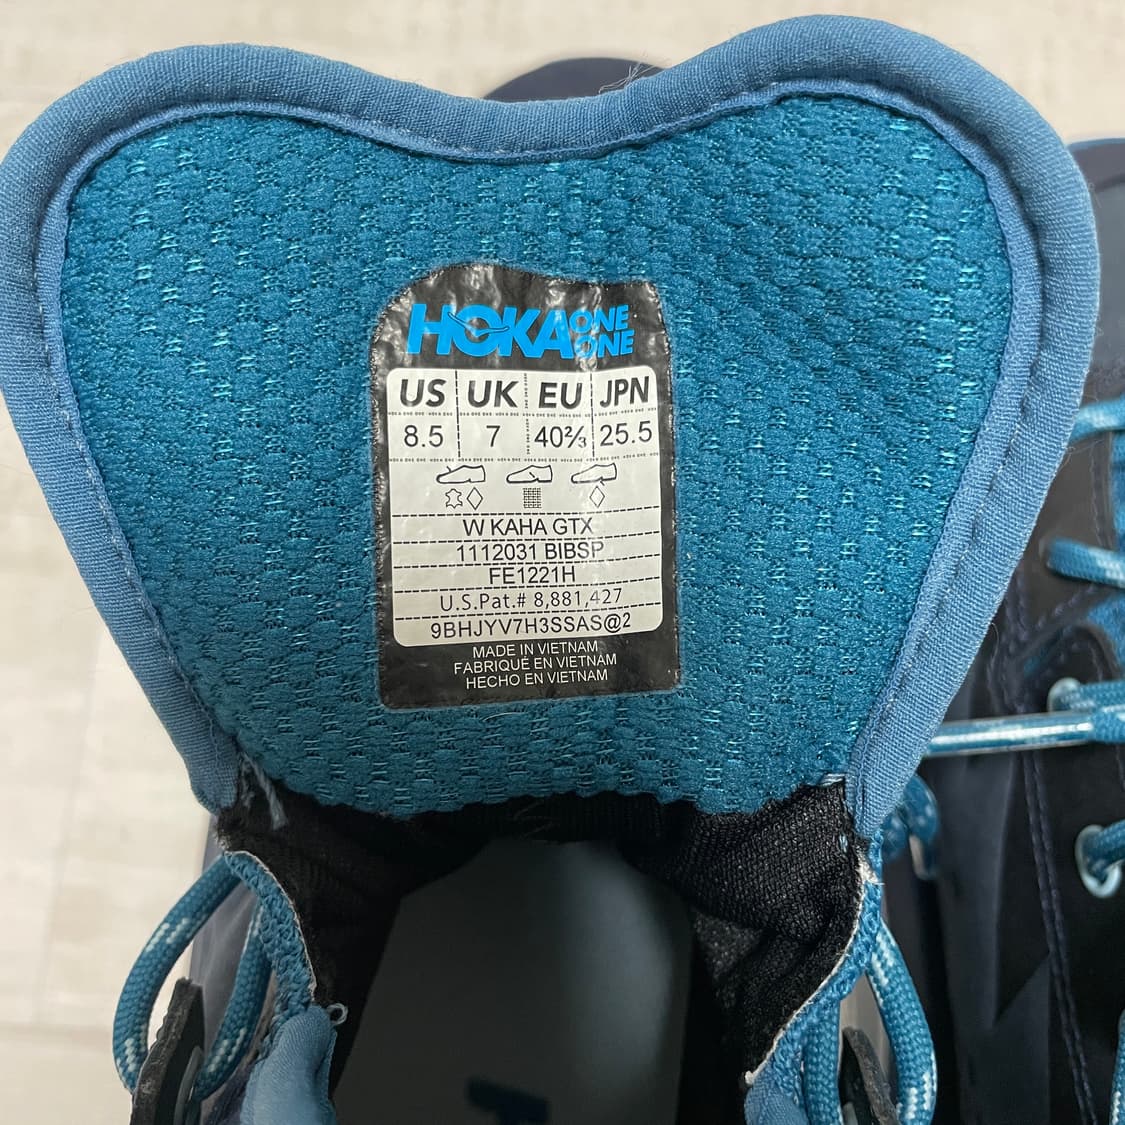 HOKA ONE ONE
US UK EU JPN
8.5 7 40⅔ 25.5
W KAHA GTX
1112031 BIBSP
FE1221H
U.S.Pat.# 8,881,427
9BHJYV7H3SSAS@2
MADE IN VIETNAM
FABRIQUÉ EN VIETNAM
HECHO EN VIETNAM